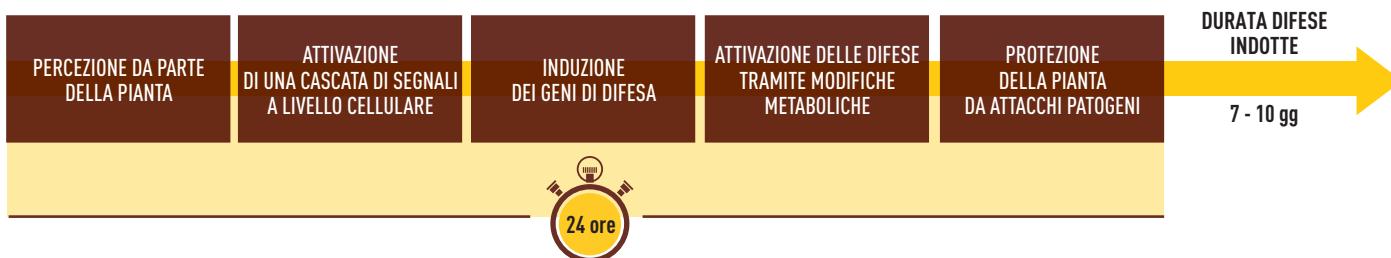 PERCEZIONE DA PARTE
DELLA PIANTA
ATTIVAZIONE
DI UNA CASCATA DI SEGNALI
A LIVELLO CELLULARE
INDUZIONE
DEI GENI DI DIFESA
ATTIVAZIONE DELLE DIFESE
TRAMITE MODIFICHE
METABOLICHE
PROTEZIONE
DELLA PIANTA
DA ATTACCHI PATOGENI
DURATA DIFESE
INDOTTE
7 - 10 gg
24 ore